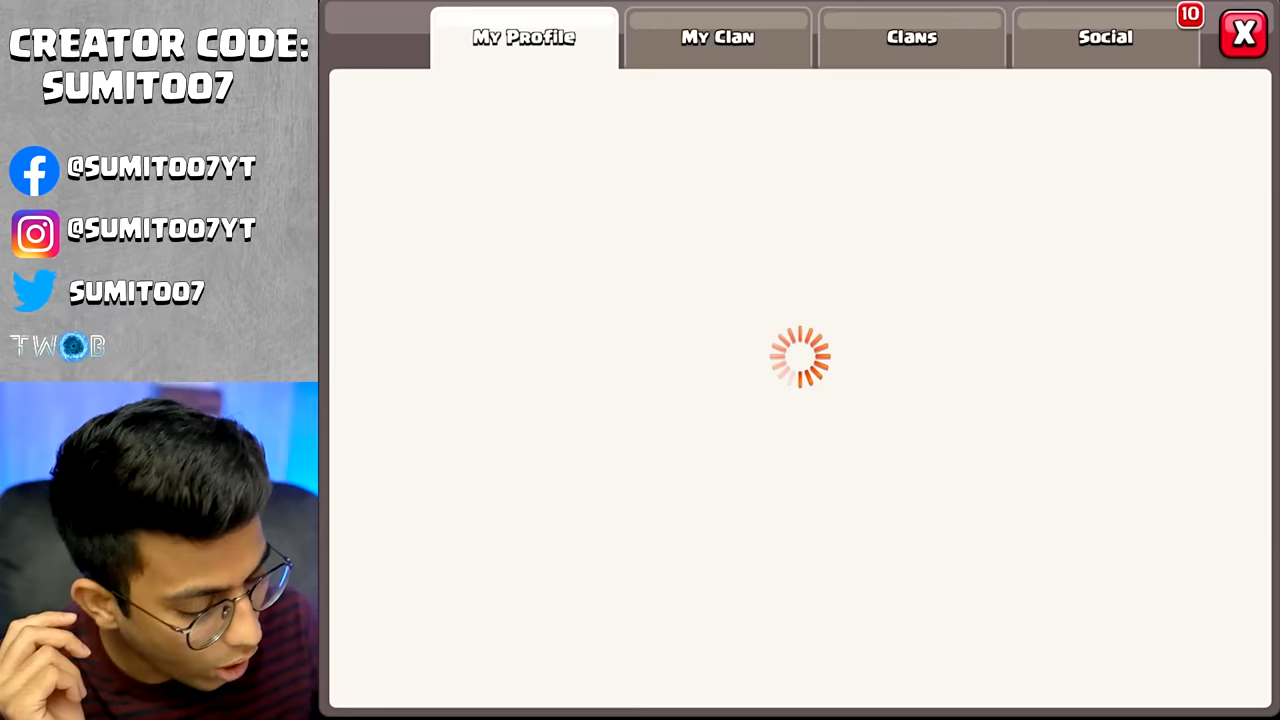 CREATOR CODE:
SUMIT007
@SUMIT007YT
@SUMIT007YT
SUMIT007
TWOB
My Profile
My Clan
Clans
Social
10
X